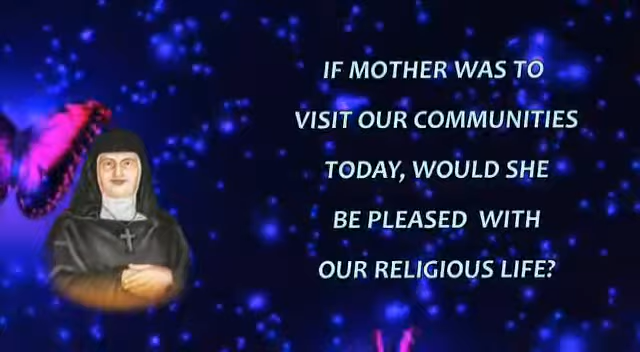 IF MOTHER WAS TO
VISIT OUR COMMUNITIES
TODAY, WOULD SHE
BE PLEASED WITH
OUR RELIGIOUS LIFE?